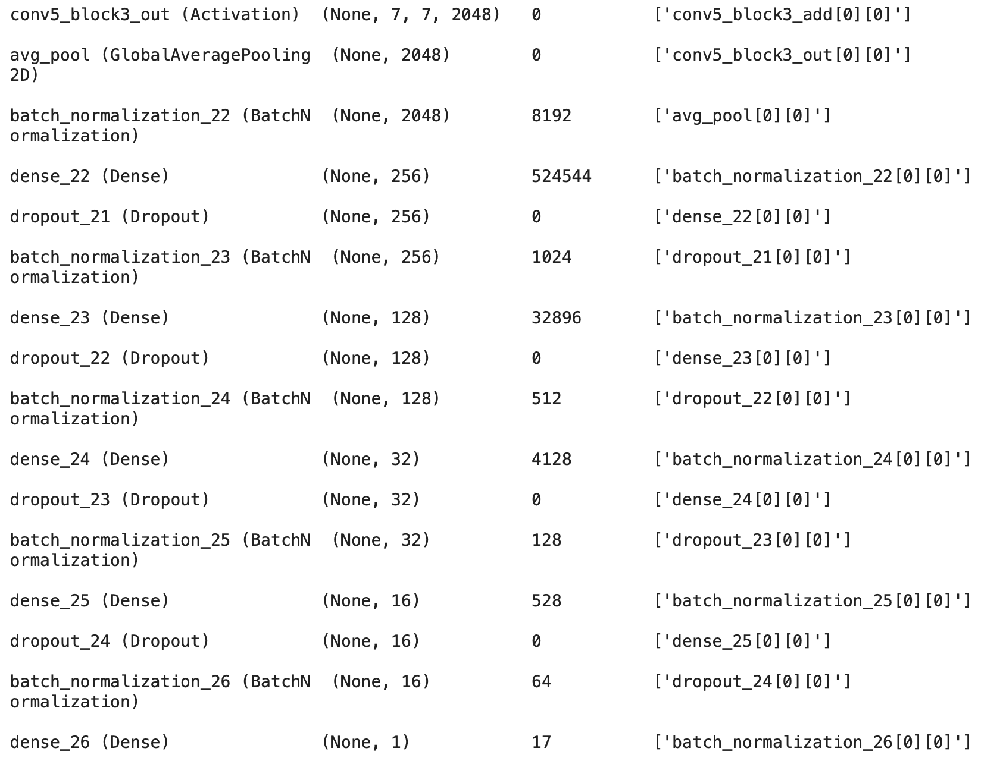 conv5_block3_out (Activation)  (None, 7, 7, 2048)  0  ['conv5_block3_add[0][0]']
avg_pool (GlobalAveragePooling  (None, 2048)  0  ['conv5_block3_out[0][0]']
2D)
batch_normalization_22 (BatchN  (None, 2048)  8192  ['avg_pool[0][0]']
ormalization)
dense_22 (Dense)  (None, 256)  524544  ['batch_normalization_22[0][0]']
dropout_21 (Dropout)  (None, 256)  0  ['dense_22[0][0]']
batch_normalization_23 (BatchN  (None, 256)  1024  ['dropout_21[0][0]']
ormalization)
dense_23 (Dense)  (None, 128)  32896  ['batch_normalization_23[0][0]']
dropout_22 (Dropout)  (None, 128)  0  ['dense_23[0][0]']
batch_normalization_24 (BatchN  (None, 128)  512  ['dropout_22[0][0]']
ormalization)
dense_24 (Dense)  (None, 32)  4128  ['batch_normalization_24[0][0]']
dropout_23 (Dropout)  (None, 32)  0  ['dense_24[0][0]']
batch_normalization_25 (BatchN  (None, 32)  128  ['dropout_23[0][0]']
ormalization)
dense_25 (Dense)  (None, 16)  528  ['batch_normalization_25[0][0]']
dropout_24 (Dropout)  (None, 16)  0  ['dense_25[0][0]']
batch_normalization_26 (BatchN  (None, 16)  64  ['dropout_24[0][0]']
ormalization)
dense_26 (Dense)  (None, 1)  17  ['batch_normalization_26[0][0]']